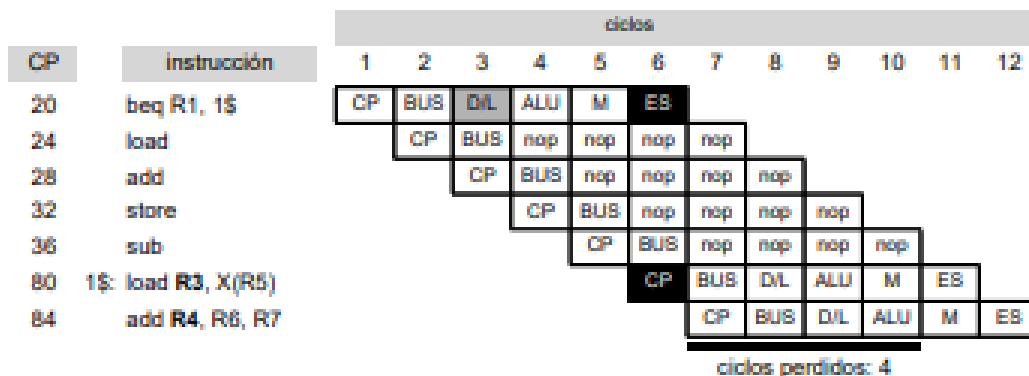 ciclos
CP instrucción 1 2 3 4 5 6 7 8 9 10 11 12
20 beq R1, 1$ CP BUS D/L ALU M ES
24 load CP BUS nop nop nop nop
28 add CP BUS nop nop nop nop
32 store CP BUS nop nop nop nop
36 sub CP BUS nop nop nop nop
80 1$: load R3, X(R5) CP BUS D/L ALU M ES
84 add R4, R6, R7 CP BUS D/L ALU M ES
ciclos perdidos: 4